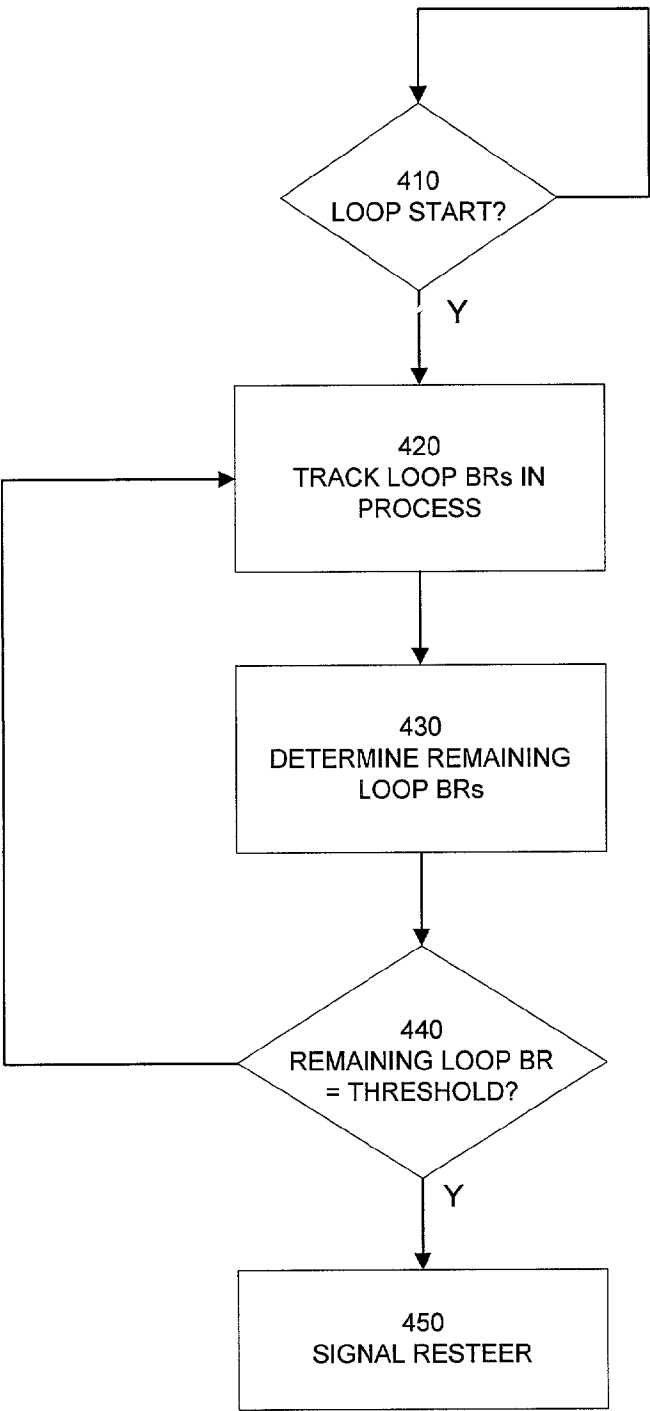 410
LOOP START?
Y
420
TRACK LOOP BRs IN
PROCESS
430
DETERMINE REMAINING
LOOP BRs
440
REMAINING LOOP BR
= THRESHOLD?
Y
450
SIGNAL RESTEER